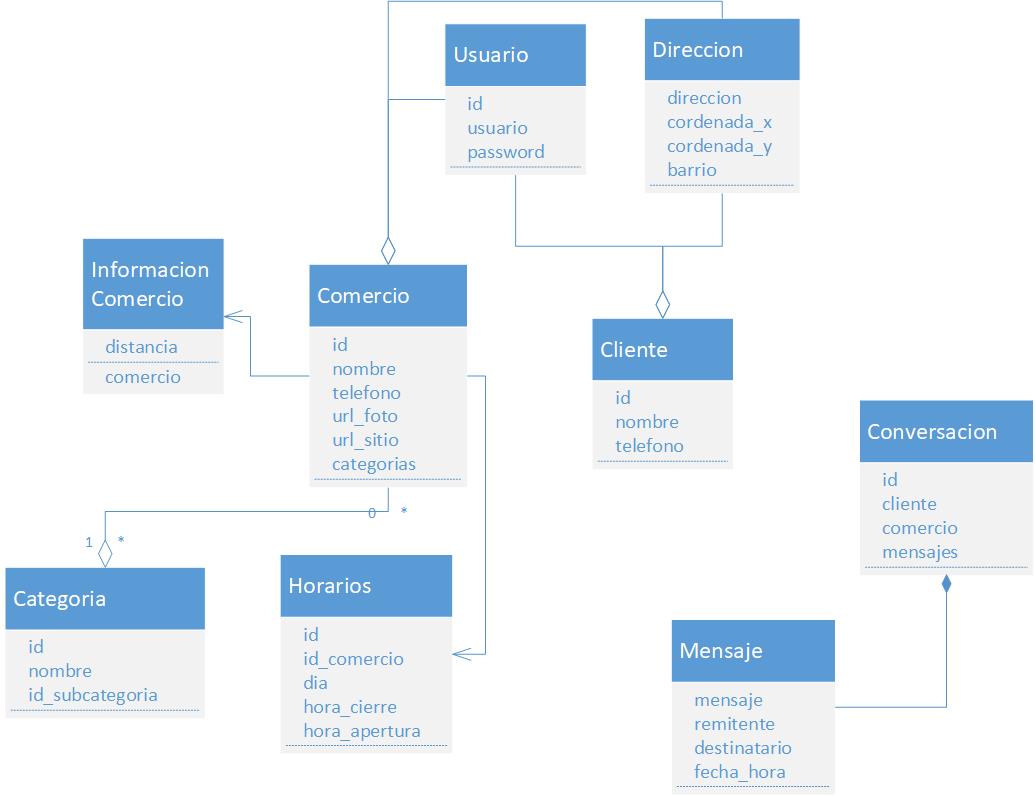 Usuario
id
usuario
password
Direccion
direccion
cordenada_x
cordenada_y
barrio
Informacion
Comercio
distancia
comercio
Comercio
id
nombre
telefono
url_foto
url_sitio
categorias
Cliente
id
nombre
telefono
Conversacion
id
cliente
comercio
mensajes
0 *
1 *
Categoria
id
nombre
id_subcategoria
Horarios
id
id_comercio
dia
hora_cierre
hora_apertura
Mensaje
mensaje
remitente
destinatario
fecha_hora